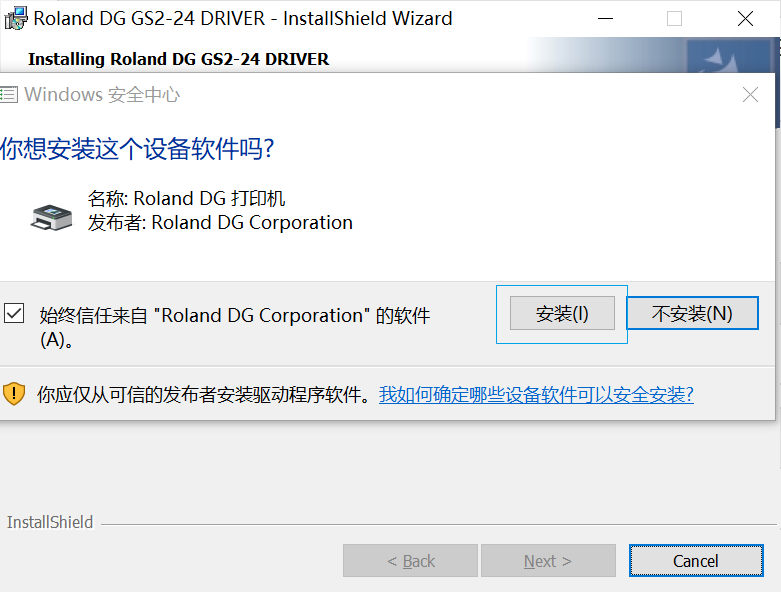 Roland DG GS2-24 DRIVER - InstallShield Wizard
Installing Roland DG GS2-24 DRIVER
Windows 安全中心
你想安装这个设备软件吗?
名称: Roland DG 打印机
发布者: Roland DG Corporation
始终信任来自 "Roland DG Corporation" 的软件
(A)。
安装(I)
不安装(N)
你应仅从可信的发布者安装驱动程序软件。我如何确定哪些设备软件可以安全安装?
InstallShield
< Back
Next >
Cancel